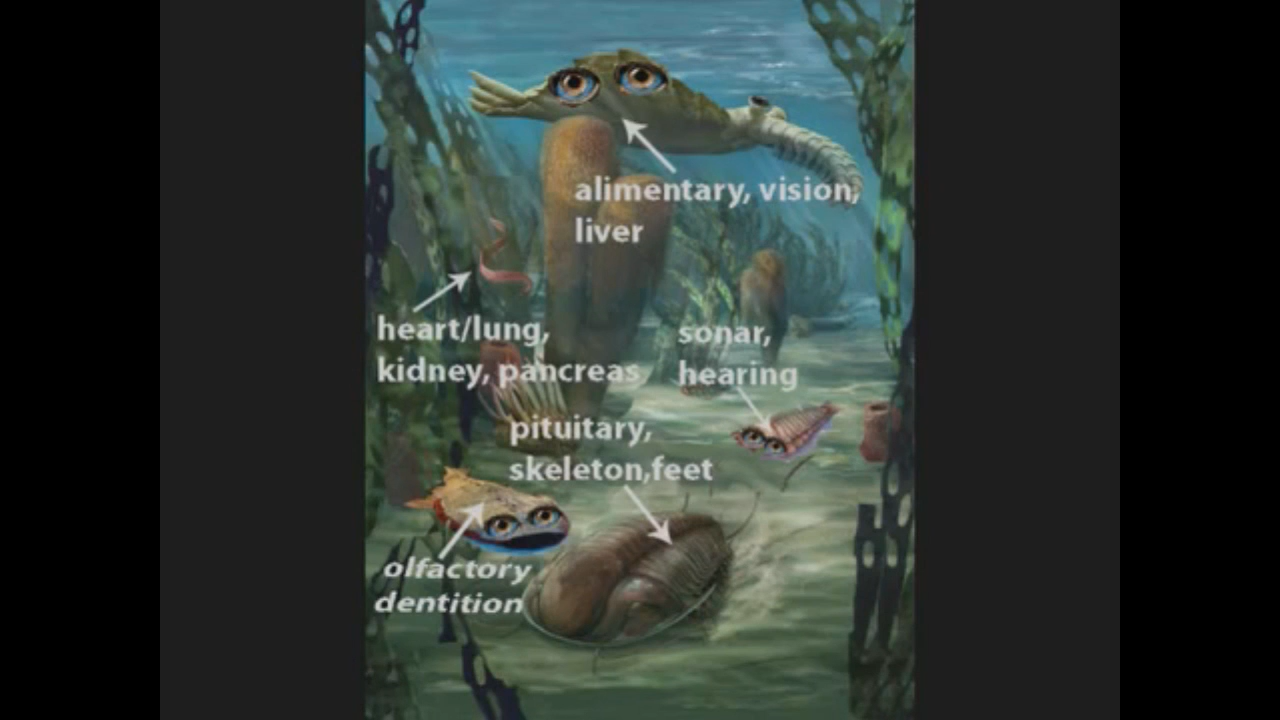 alimentary, vision,
liver
heart/lung,
kidney, pancreas
sonar,
hearing
pituitary,
skeleton,feet
olfactory
dentition